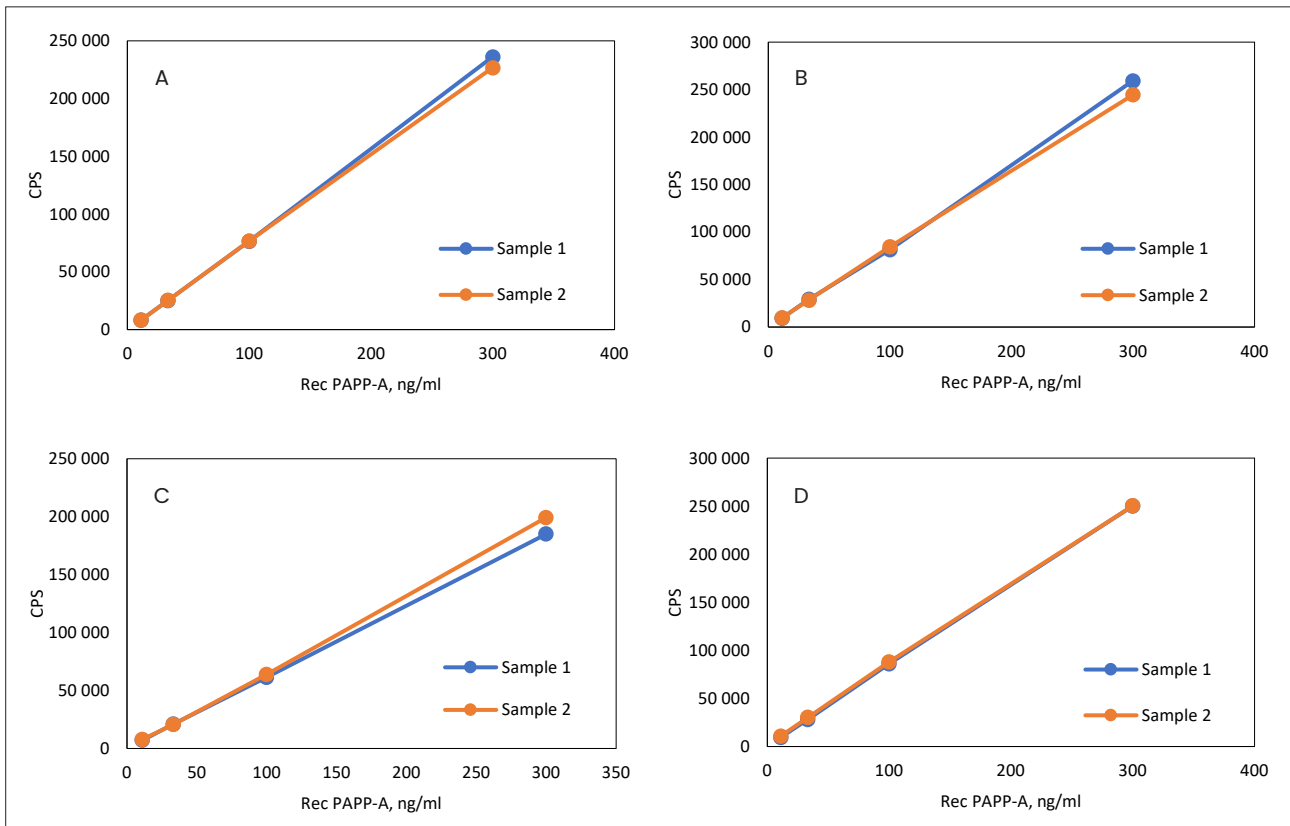 A
250 000
200 000
150 000
100 000
50 000
0
CPS
0 100 200 300 400
Rec PAPP-A, ng/ml
Sample 1
Sample 2
B
300 000
250 000
200 000
150 000
100 000
50 000
0
CPS
0 100 200 300 400
Rec PAPP-A, ng/ml
Sample 1
Sample 2
C
250 000
200 000
150 000
100 000
50 000
0
CPS
0 50 100 150 200 250 300 350
Rec PAPP-A, ng/ml
Sample 1
Sample 2
D
300 000
250 000
200 000
150 000
100 000
50 000
0
CPS
0 100 200 300 400
Rec PAPP-A, ng/ml
Sample 1
Sample 2